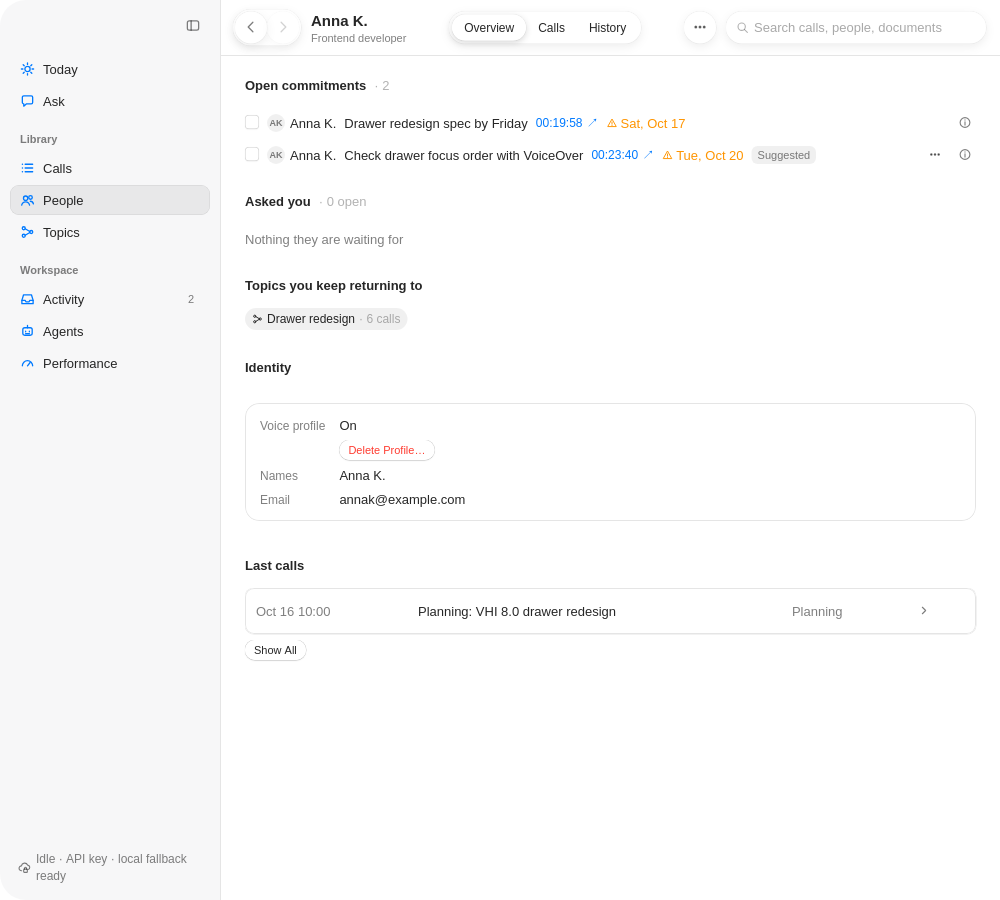 Today
Ask
Library
Calls
People
Topics
Workspace
Activity 2
Agents
Performance
Idle · API key · local fallback
ready
Anna K.
Frontend developer
Overview Calls History
Search calls, people, documents
Open commitments · 2
AK Anna K. Drawer redesign spec by Friday 00:19:58 Sat, Oct 17
AK Anna K. Check drawer focus order with VoiceOver 00:23:40 Tue, Oct 20 Suggested
Asked you · 0 open
Nothing they are waiting for
Topics you keep returning to
Drawer redesign · 6 calls
Identity
Voice profile On
Delete Profile…
Names Anna K.
Email annak@example.com
Last calls
Oct 16 10:00 Planning: VHI 8.0 drawer redesign Planning
Show All